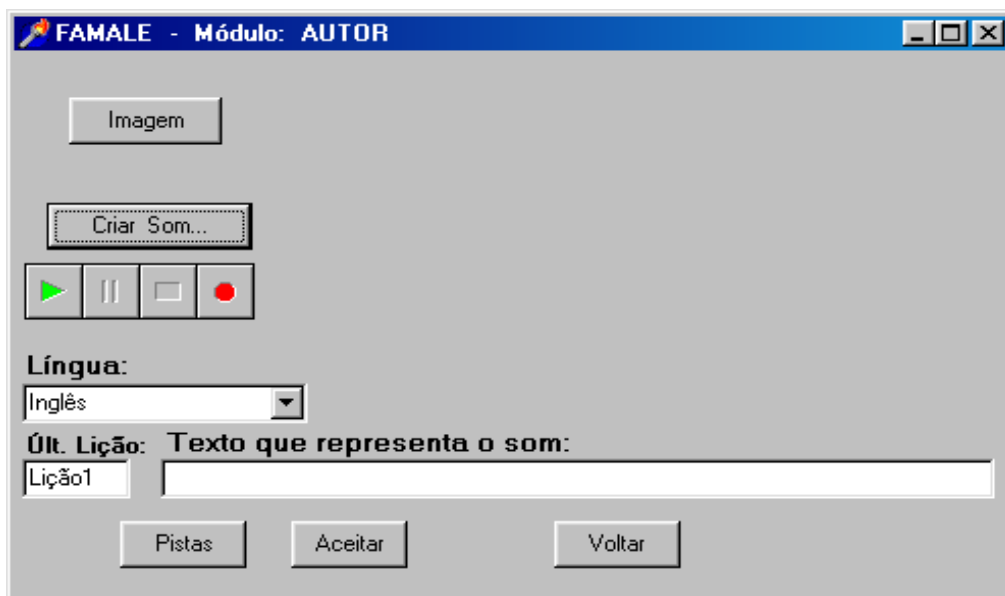 FAMALE - Módulo: AUTOR
Imagem
Criar Som...
Língua:
Inglês
Últ. Lição: Texto que representa o som:
Lição1
Pistas Aceitar Voltar